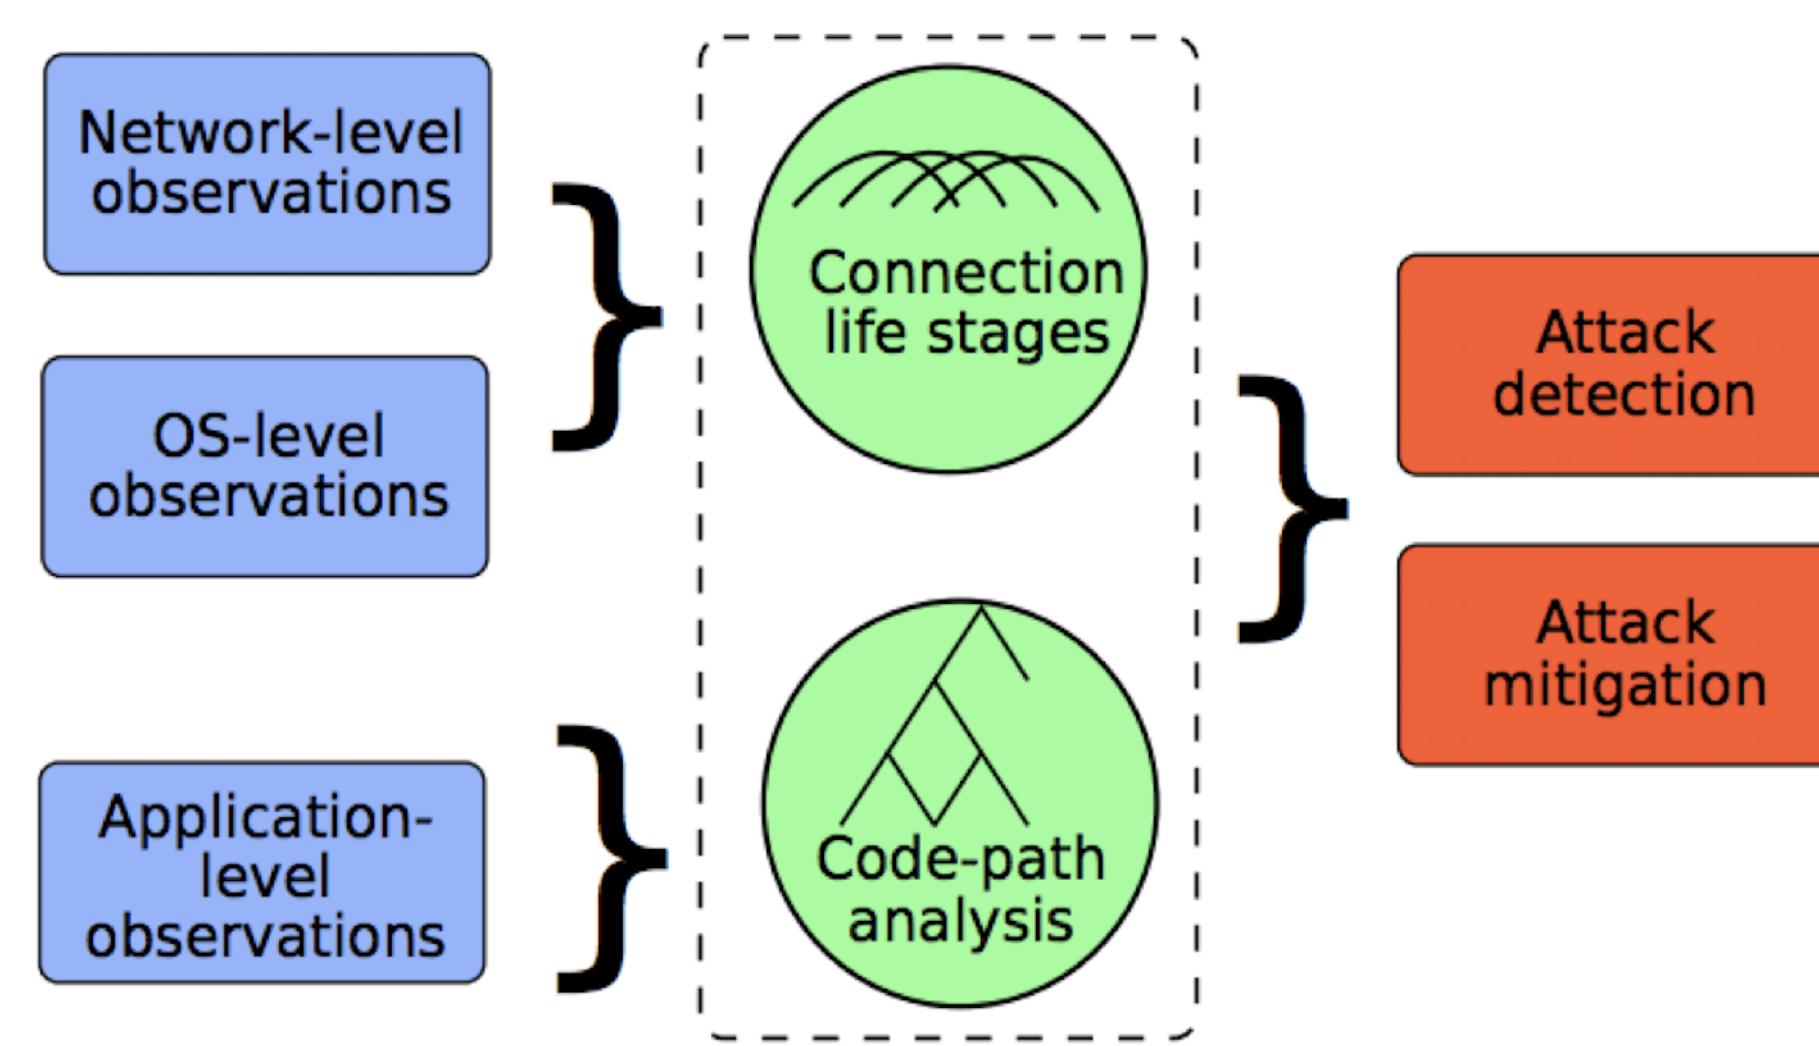 Network-level
observations
OS-level
observations
Application-
level
observations
Connection
life stages
Code-path
analysis
Attack
detection
Attack
mitigation